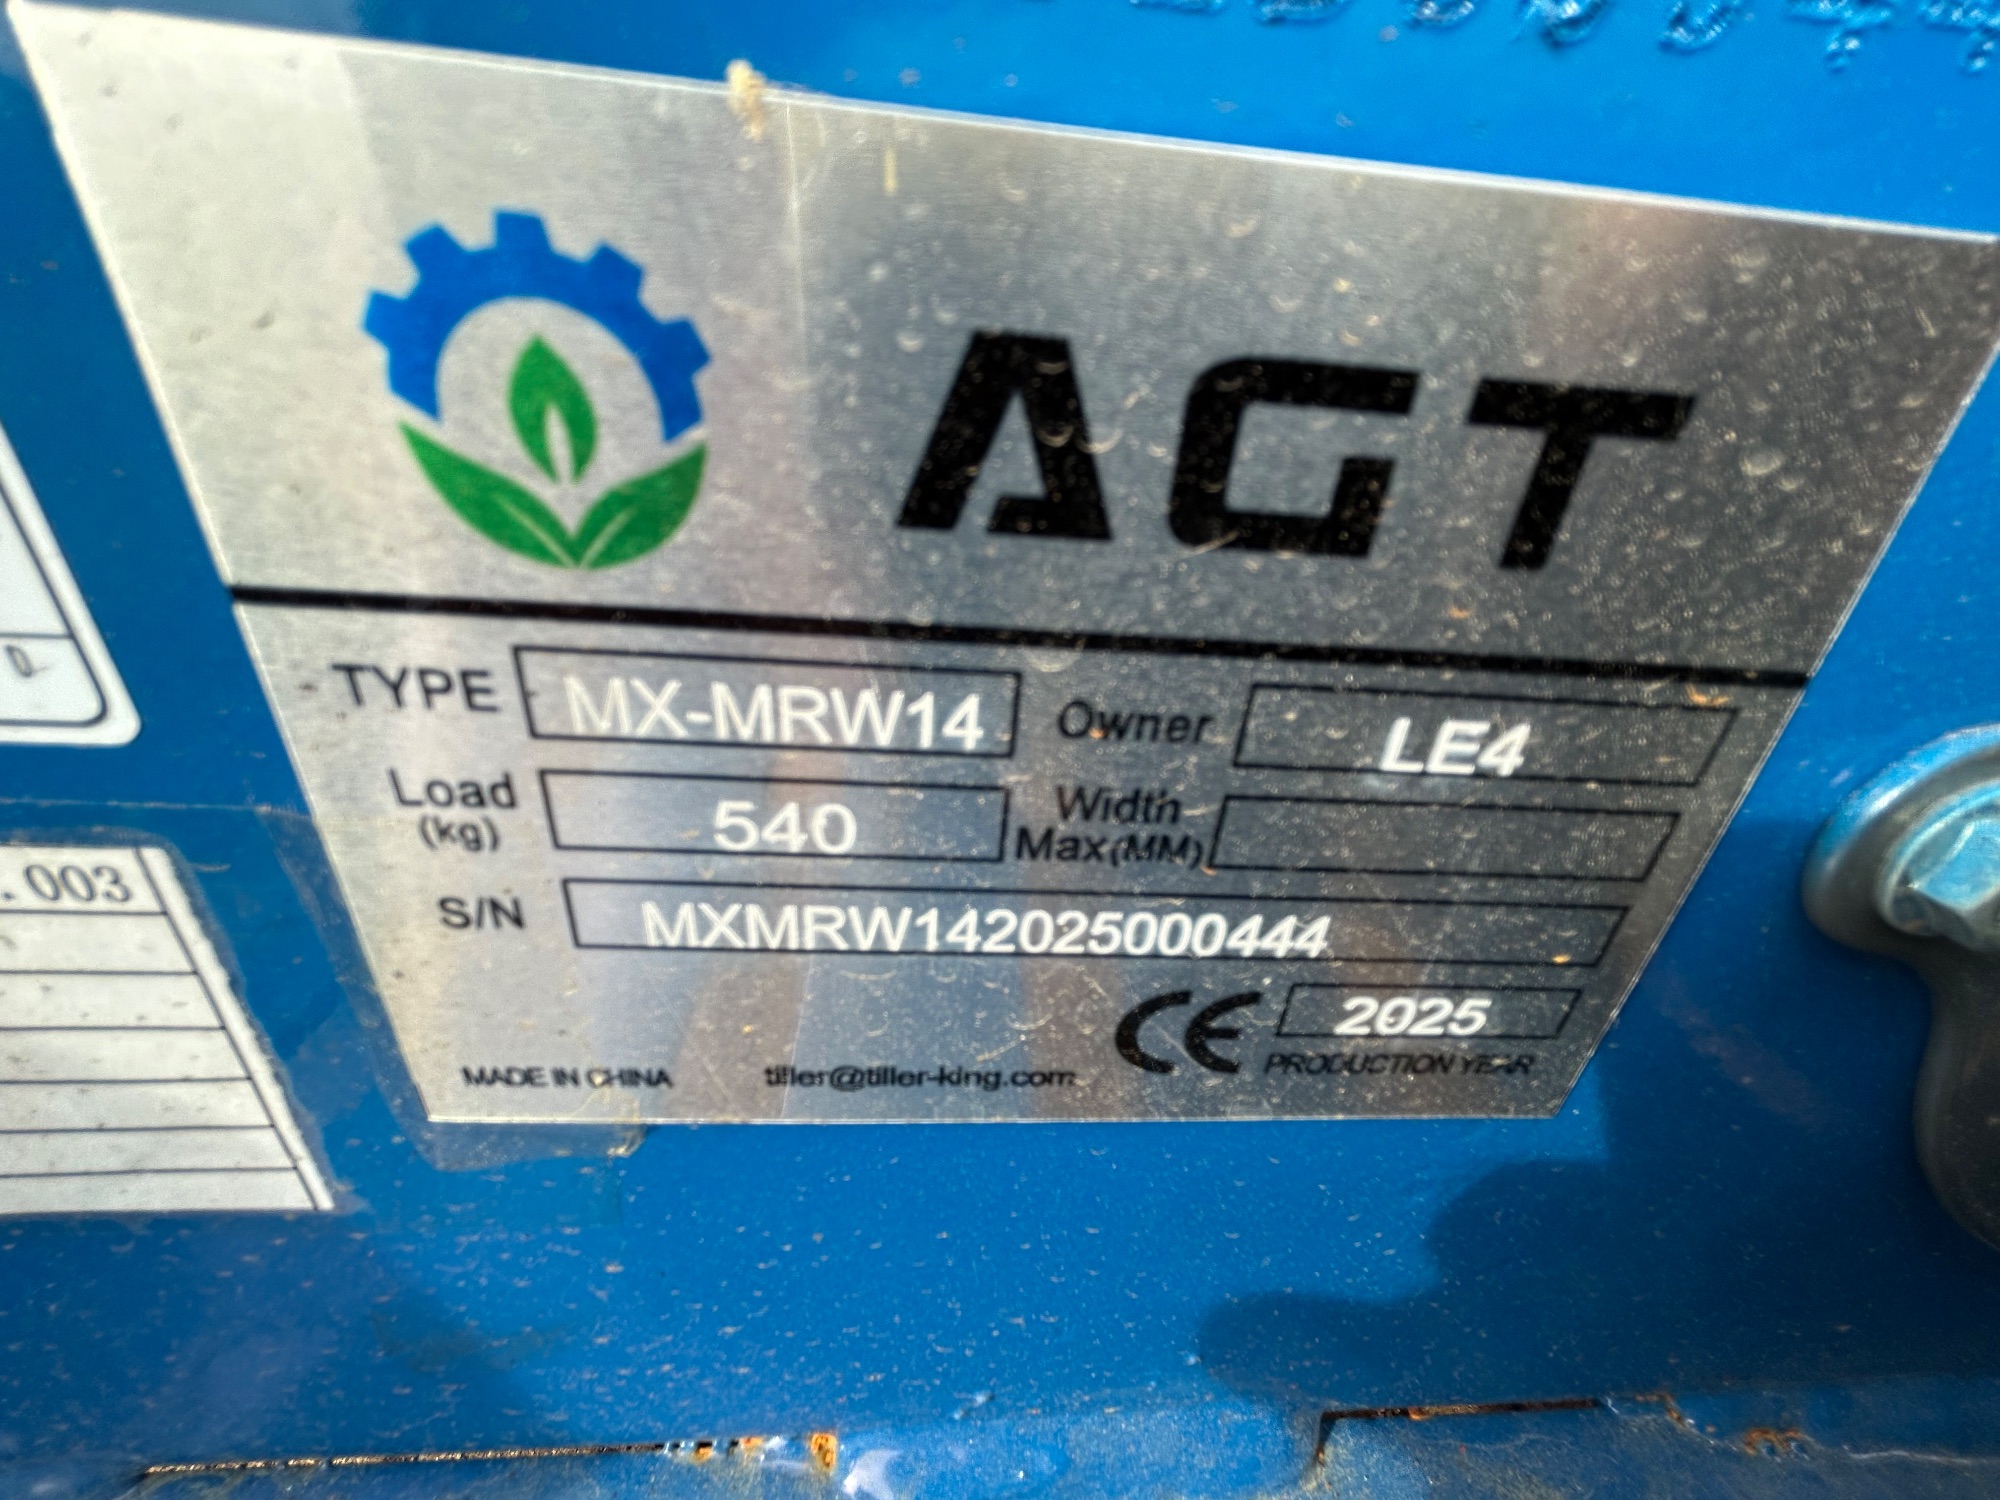 AGT
TYPE MX-MRW14 Owner LE4
Load (kg) 540 Width Max(MM)
S/N MXMRW142025000444
CE 2025
PRODUCTION YEAR
MADE IN CHINA tiller@tiller-king.com
.003